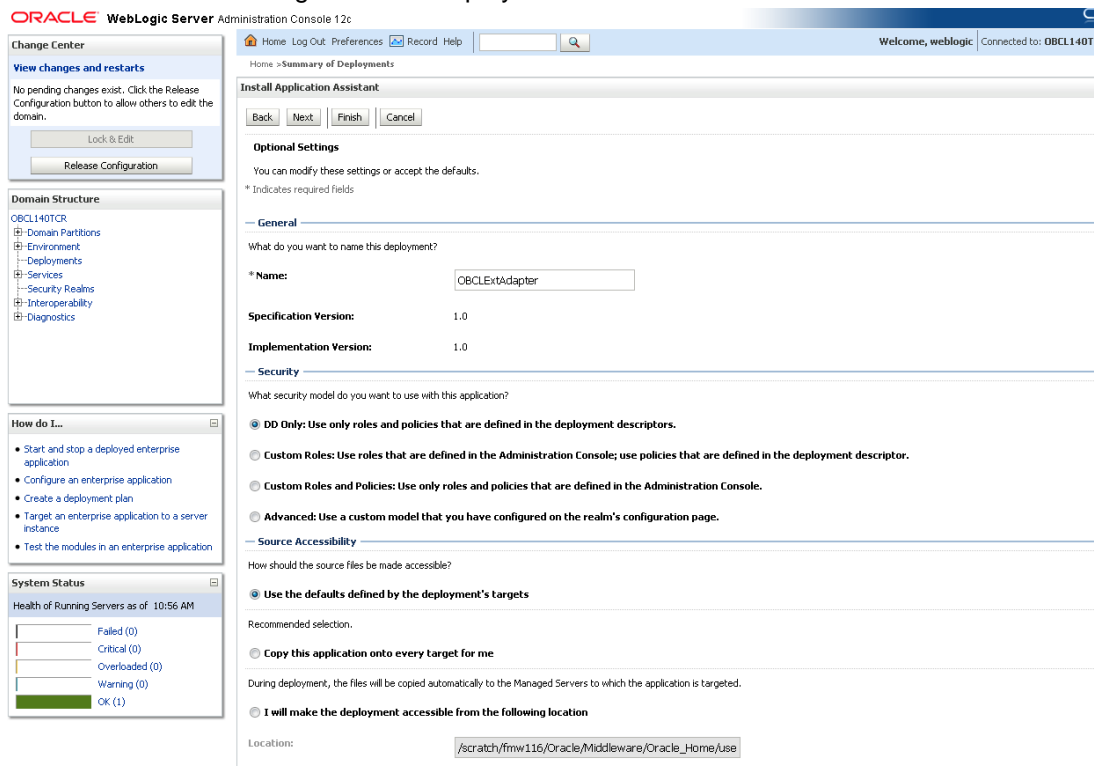 ORACLE WebLogic Server Administration Console 12c
Change Center
View changes and restarts
No pending changes exist. Click the Release
Configuration button to allow others to edit the
domain.
Lock & Edit
Release Configuration
Domain Structure
OBCL140TCR
Domain Partitions
Environment
Deployments
Services
Security Realms
Interoperability
Diagnostics
How do I...
Start and stop a deployed enterprise
application
Configure an enterprise application
Create a deployment plan
Target an enterprise application to a server
instance
Test the modules in an enterprise application
System Status
Health of Running Servers as of 10:56 AM
Failed (0)
Critical (0)
Overloaded (0)
Warning (0)
OK (1)
Home Log Out Preferences Record Help
Welcome, weblogic Connected to: OBCL140T
Home >Summary of Deployments
Install Application Assistant
Back Next Finish Cancel
Optional Settings
You can modify these settings or accept the defaults.
* Indicates required fields
General
What do you want to name this deployment?
* Name: OBCLExtAdapter
Specification Version: 1.0
Implementation Version: 1.0
Security
What security model do you want to use with this application?
DD Only: Use only roles and policies that are defined in the deployment descriptors.
Custom Roles: Use roles that are defined in the Administration Console; use policies that are defined in the deployment descriptor.
Custom Roles and Policies: Use only roles and policies that are defined in the Administration Console.
Advanced: Use a custom model that you have configured on the realm's configuration page.
Source Accessibility
How should the source files be made accessible?
Use the defaults defined by the deployment's targets
Recommended selection.
Copy this application onto every target for me
During deployment, the files will be copied automatically to the Managed Servers to which the application is targeted.
I will make the deployment accessible from the following location
Location: /scratch/fmw116/Oracle/Middleware/Oracle_Home/use